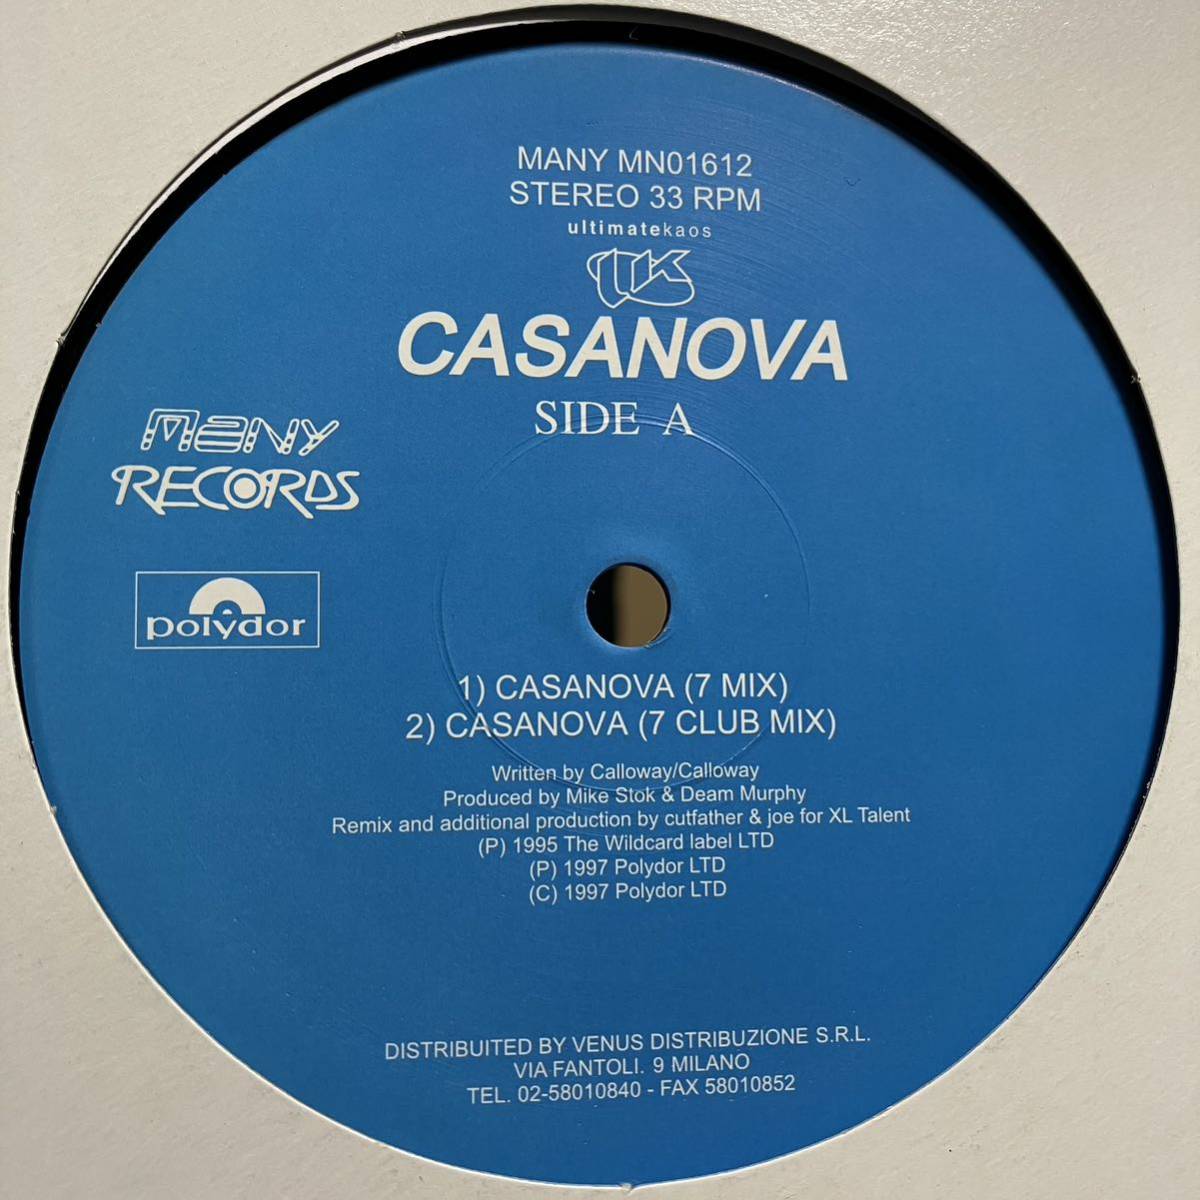 MANY MN01612
STEREO 33 RPM
ultimatekaos
UK
CASANOVA
SIDE A
MANY
RECORDS
polydor
1) CASANOVA (7 MIX)
2) CASANOVA (7 CLUB MIX)
Written by Calloway/Calloway
Produced by Mike Stok & Deam Murphy
Remix and additional production by cutfather & joe for XL Talent
(P) 1995 The Wildcard label LTD
(P) 1997 Polydor LTD
(C) 1997 Polydor LTD
DISTRIBUITED BY VENUS DISTRIBUZIONE S.R.L.
VIA FANTOLI. 9 MILANO
TEL. 02-58010840 - FAX 58010852